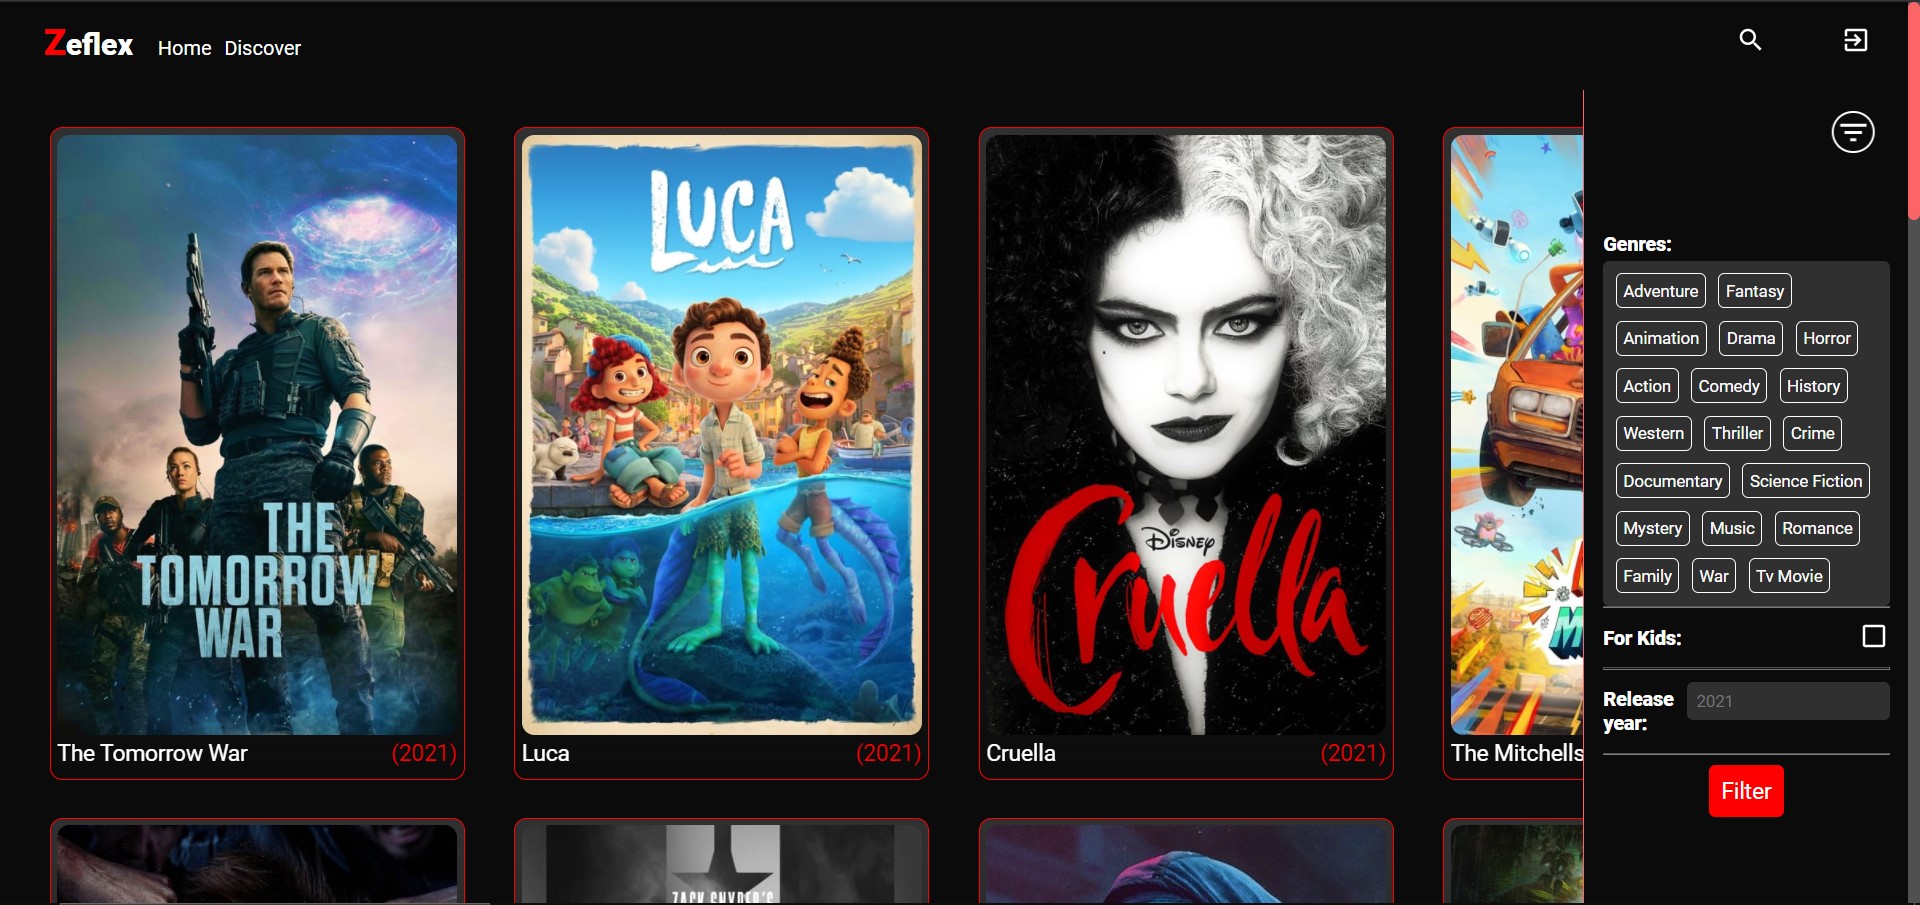 Zeflex Home Discover
THE
TOMORROW
WAR
The Tomorrow War (2021)
LUCA
Luca (2021)
Disney
Cruella
Cruella (2021)
The Mitchells
ZACK SNYDER'S
Genres:
Adventure Fantasy
Animation Drama Horror
Action Comedy History
Western Thriller Crime
Documentary Science Fiction
Mystery Music Romance
Family War Tv Movie
For Kids:
Release 2021
year:
Filter